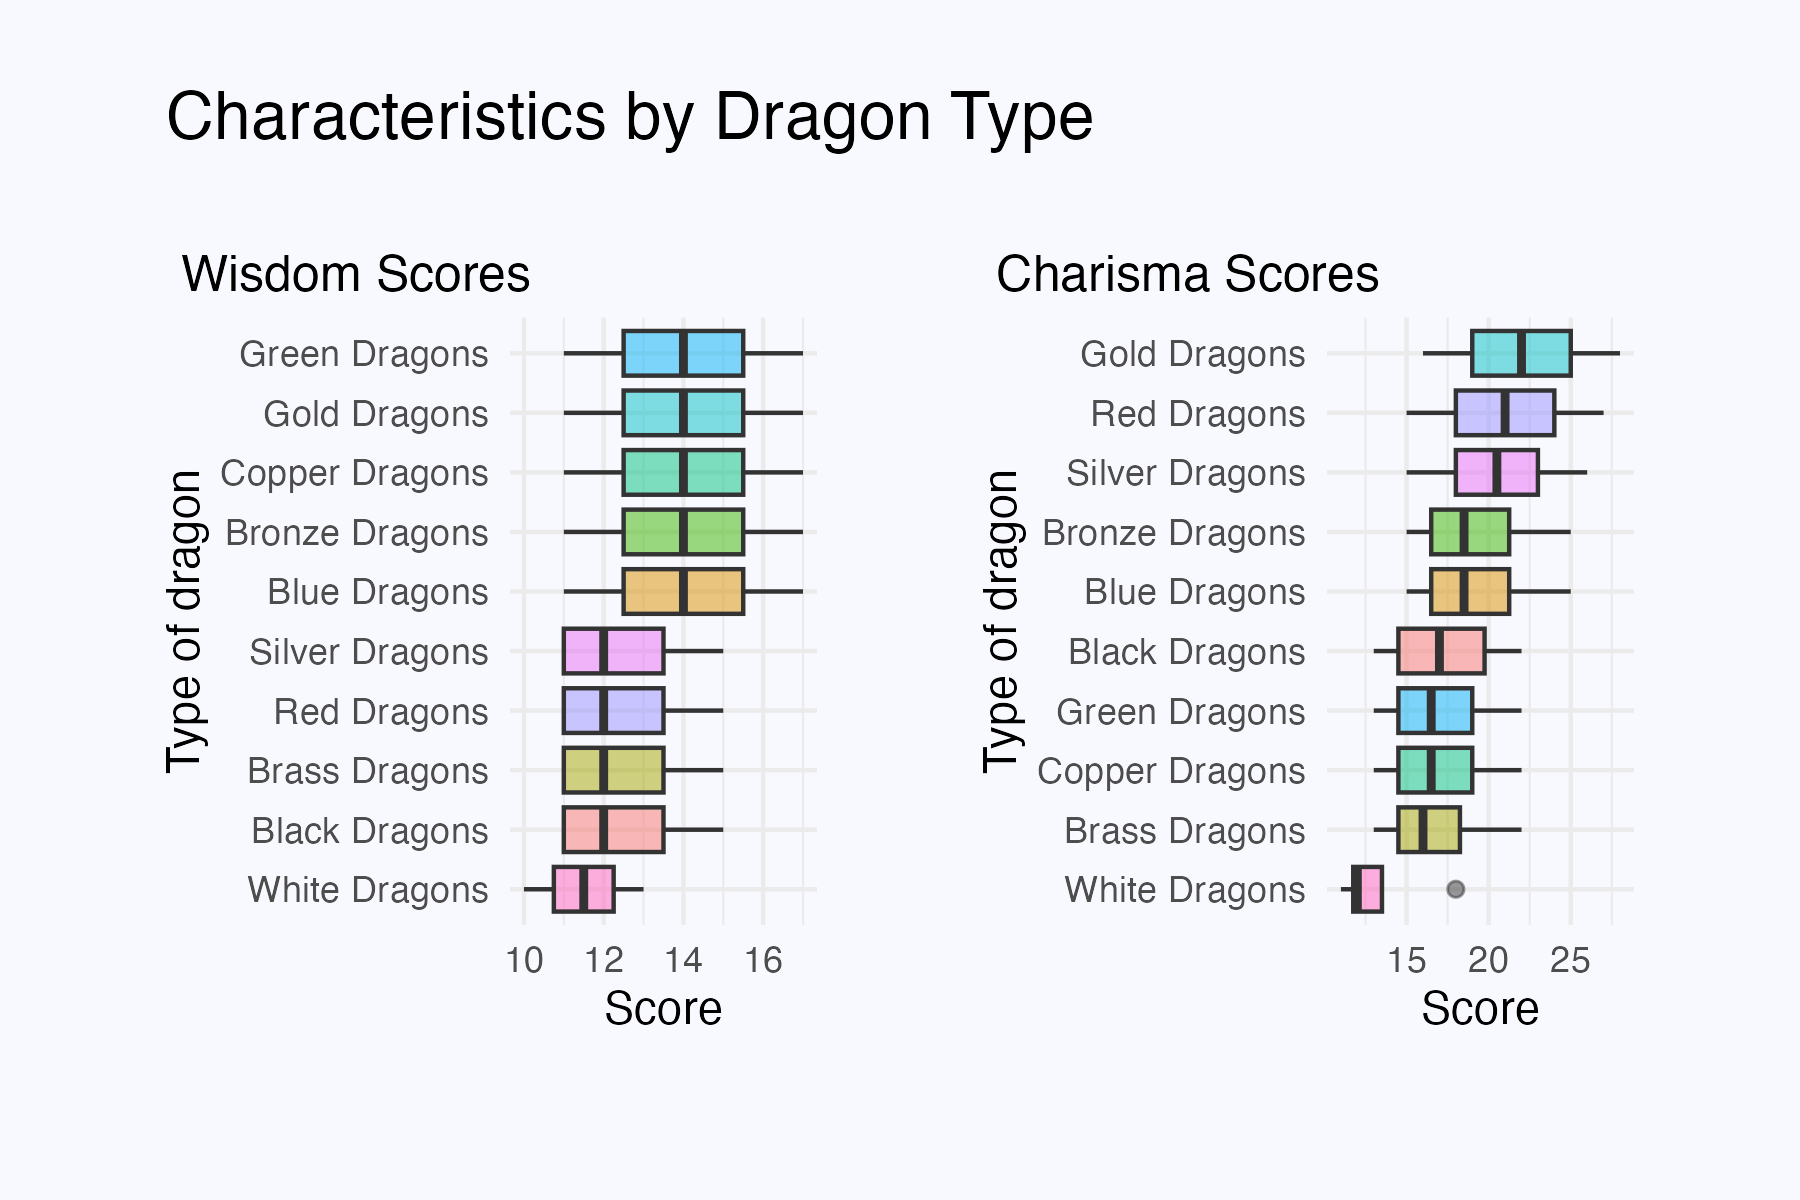 Characteristics by Dragon Type
Wisdom Scores
Type of dragon
Green Dragons
Gold Dragons
Copper Dragons
Bronze Dragons
Blue Dragons
Silver Dragons
Red Dragons
Brass Dragons
Black Dragons
White Dragons
10 12 14 16
Score
Charisma Scores
Type of dragon
Gold Dragons
Red Dragons
Silver Dragons
Bronze Dragons
Blue Dragons
Black Dragons
Green Dragons
Copper Dragons
Brass Dragons
White Dragons
15 20 25
Score